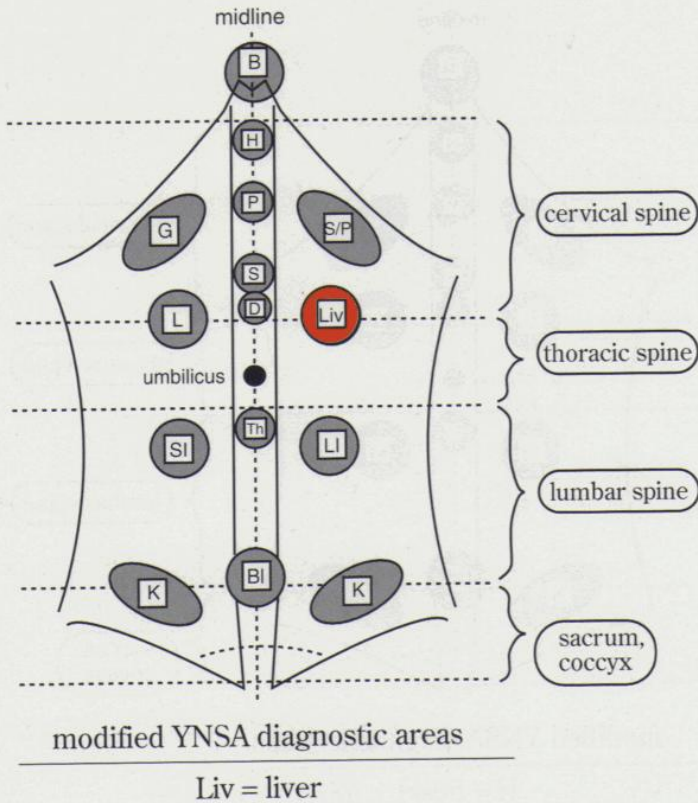 midline
B
H
P
G
S/P
S
D
L
Liv
umbilicus
Th
SI
LI
BI
K
K
cervical spine
thoracic spine
lumbar spine
sacrum,
coccyx
modified YNSA diagnostic areas
Liv = liver